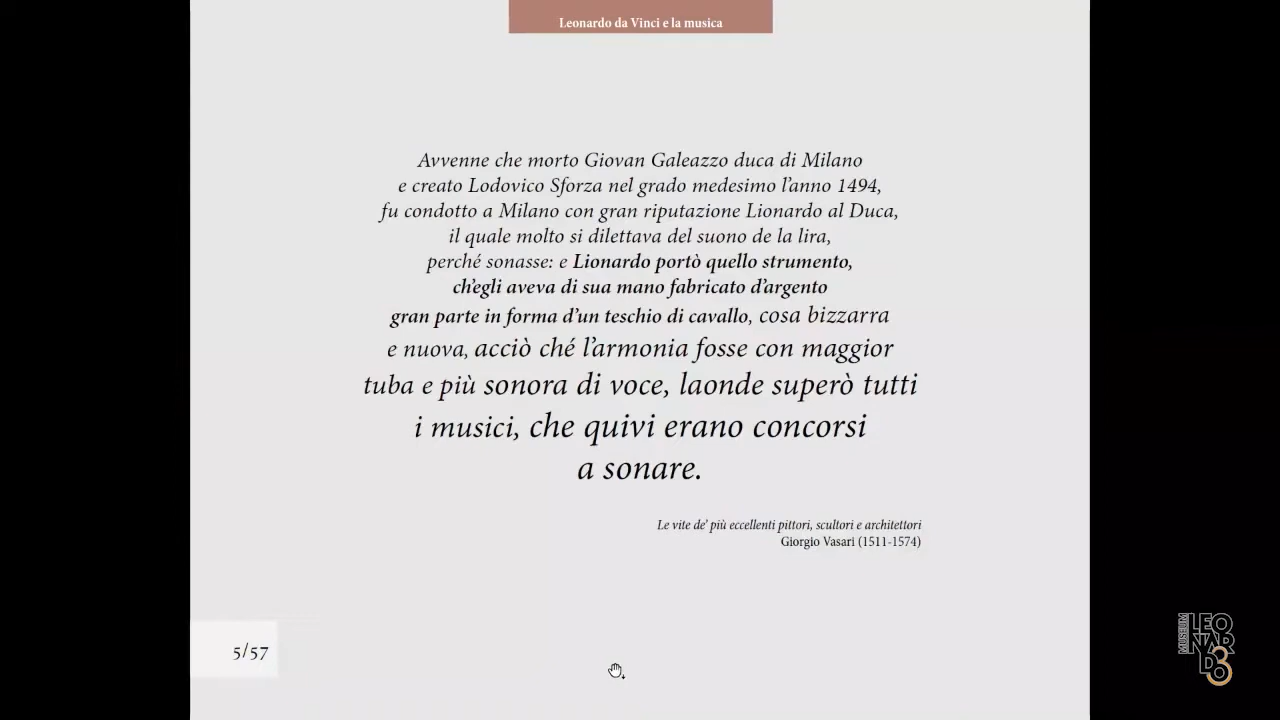 Leonardo da Vinci e la musica
Avvenne che morto Giovan Galeazzo duca di Milano
e creato Lodovico Sforza nel grado medesimo l'anno 1494,
fu condotto a Milano con gran riputazione Lionardo al Duca,
il quale molto si dilettava del suono de la lira,
perché sonasse: e Lionardo portò quello strumento,
ch'egli aveva di sua mano fabricato d'argento
gran parte in forma d'un teschio di cavallo, cosa bizzarra
e nuova, acciò ché l'armonia fosse con maggior
tuba e più sonora di voce, laonde superò tutti
i musici, che quivi erano concorsi
a sonare.
Le vite de' più eccellenti pittori, scultori e architettori
Giorgio Vasari (1511-1574)
5/57
MUSEUM
LEO
NAR
DO
3